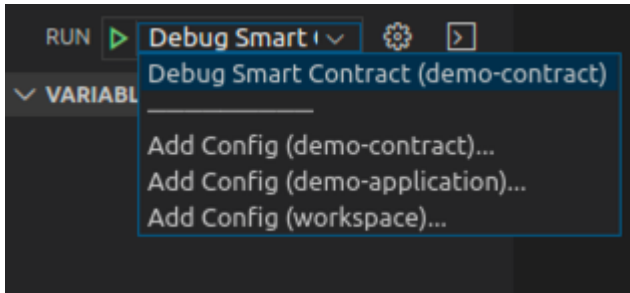 RUN Debug Smart
Debug Smart Contract (demo-contract)
VARIABL
Add Config (demo-contract)...
Add Config (demo-application)...
Add Config (workspace)...